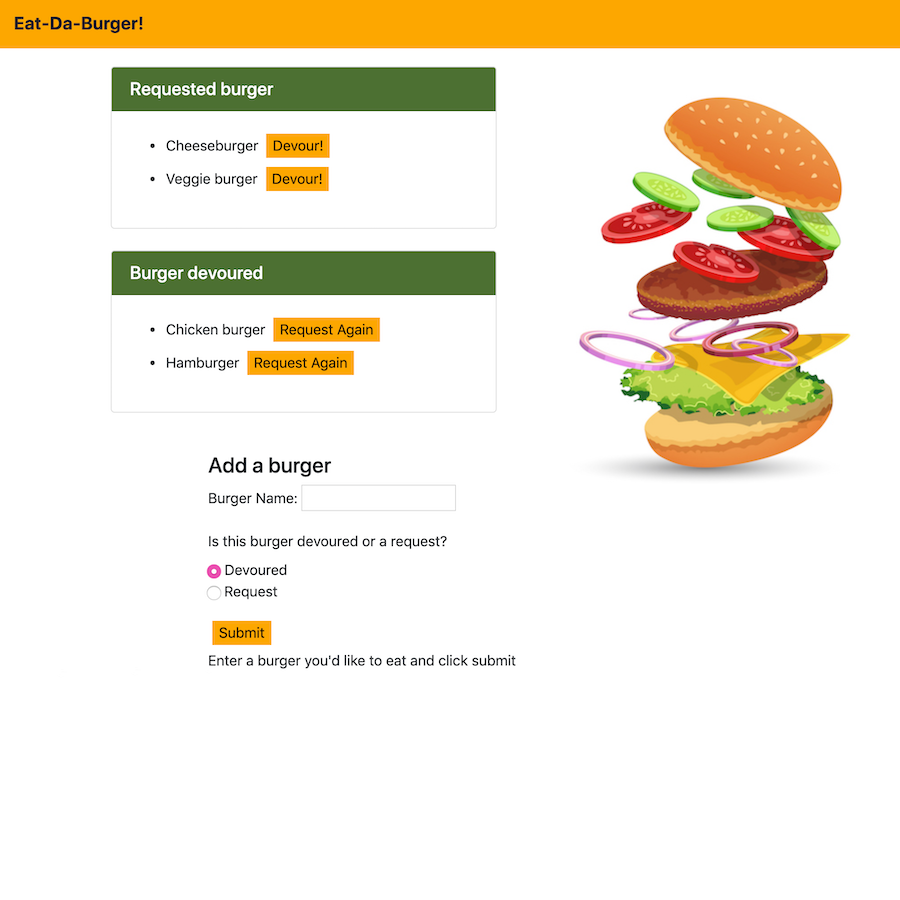 Eat-Da-Burger!
Requested burger
Cheeseburger Devour!
Veggie burger Devour!
Burger devoured
Chicken burger Request Again
Hamburger Request Again
Add a burger
Burger Name:
Is this burger devoured or a request?
Devoured
Request
Submit
Enter a burger you'd like to eat and click submit